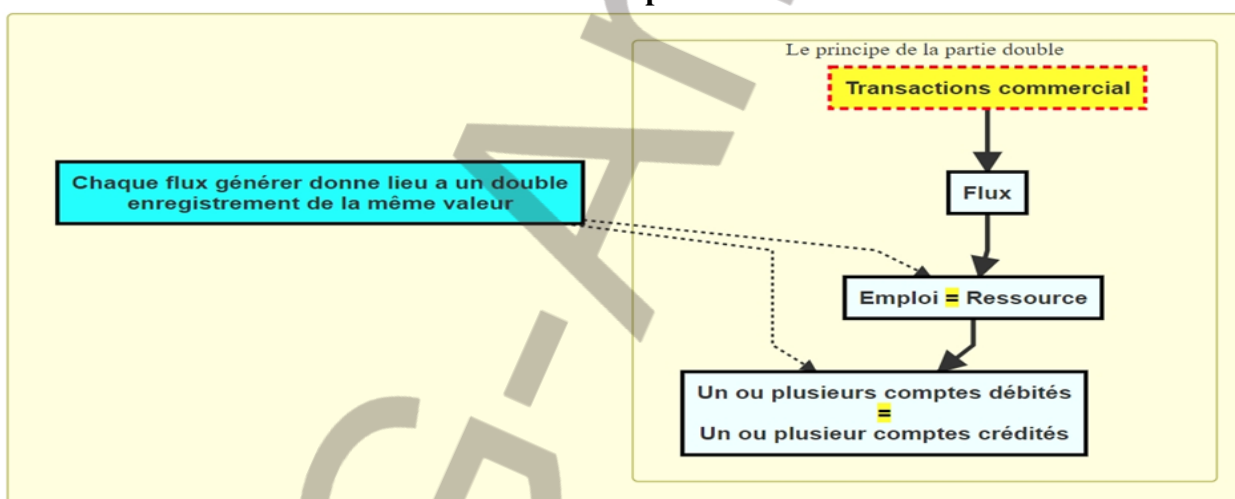 Le principe de la partie double
Transactions commercial
Chaque flux générer donne lieu a un double
enregistrement de la même valeur
Flux
Emploi = Ressource
Un ou plusieurs comptes débités
=
Un ou plusieur comptes crédités